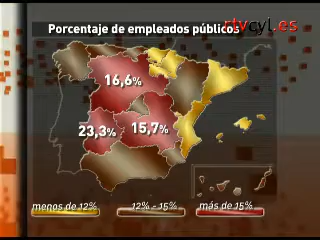 rtvcyl.es
Porcentaje de empleados públicos
16,6%
23,3%
15,7%
menos de 12%
12% - 15%
más de 15%